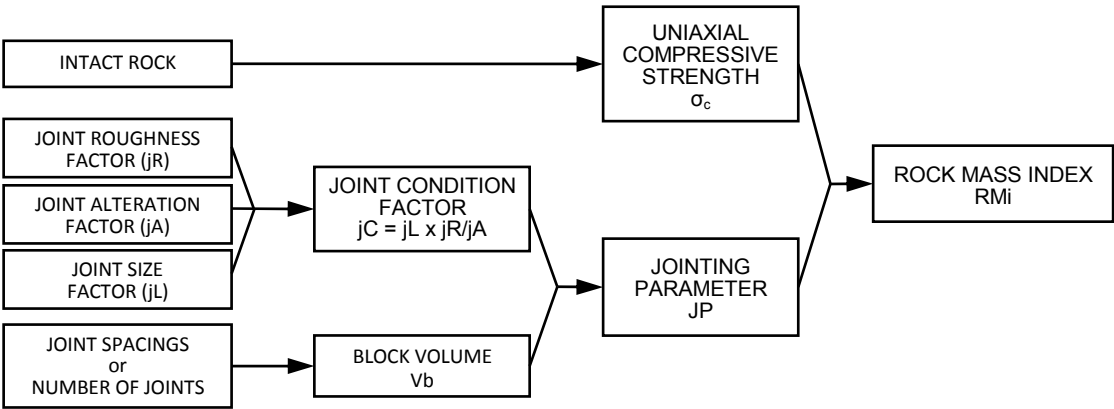 INTACT ROCK
UNIAXIAL
COMPRESSIVE
STRENGTH
σc
JOINT ROUGHNESS
FACTOR (jR)
JOINT ALTERATION
FACTOR (jA)
JOINT SIZE
FACTOR (jL)
JOINT CONDITION
FACTOR
jC = jL x jR/jA
ROCK MASS INDEX
RMi
JOINTING
PARAMETER
JP
JOINT SPACINGS
or
NUMBER OF JOINTS
BLOCK VOLUME
Vb